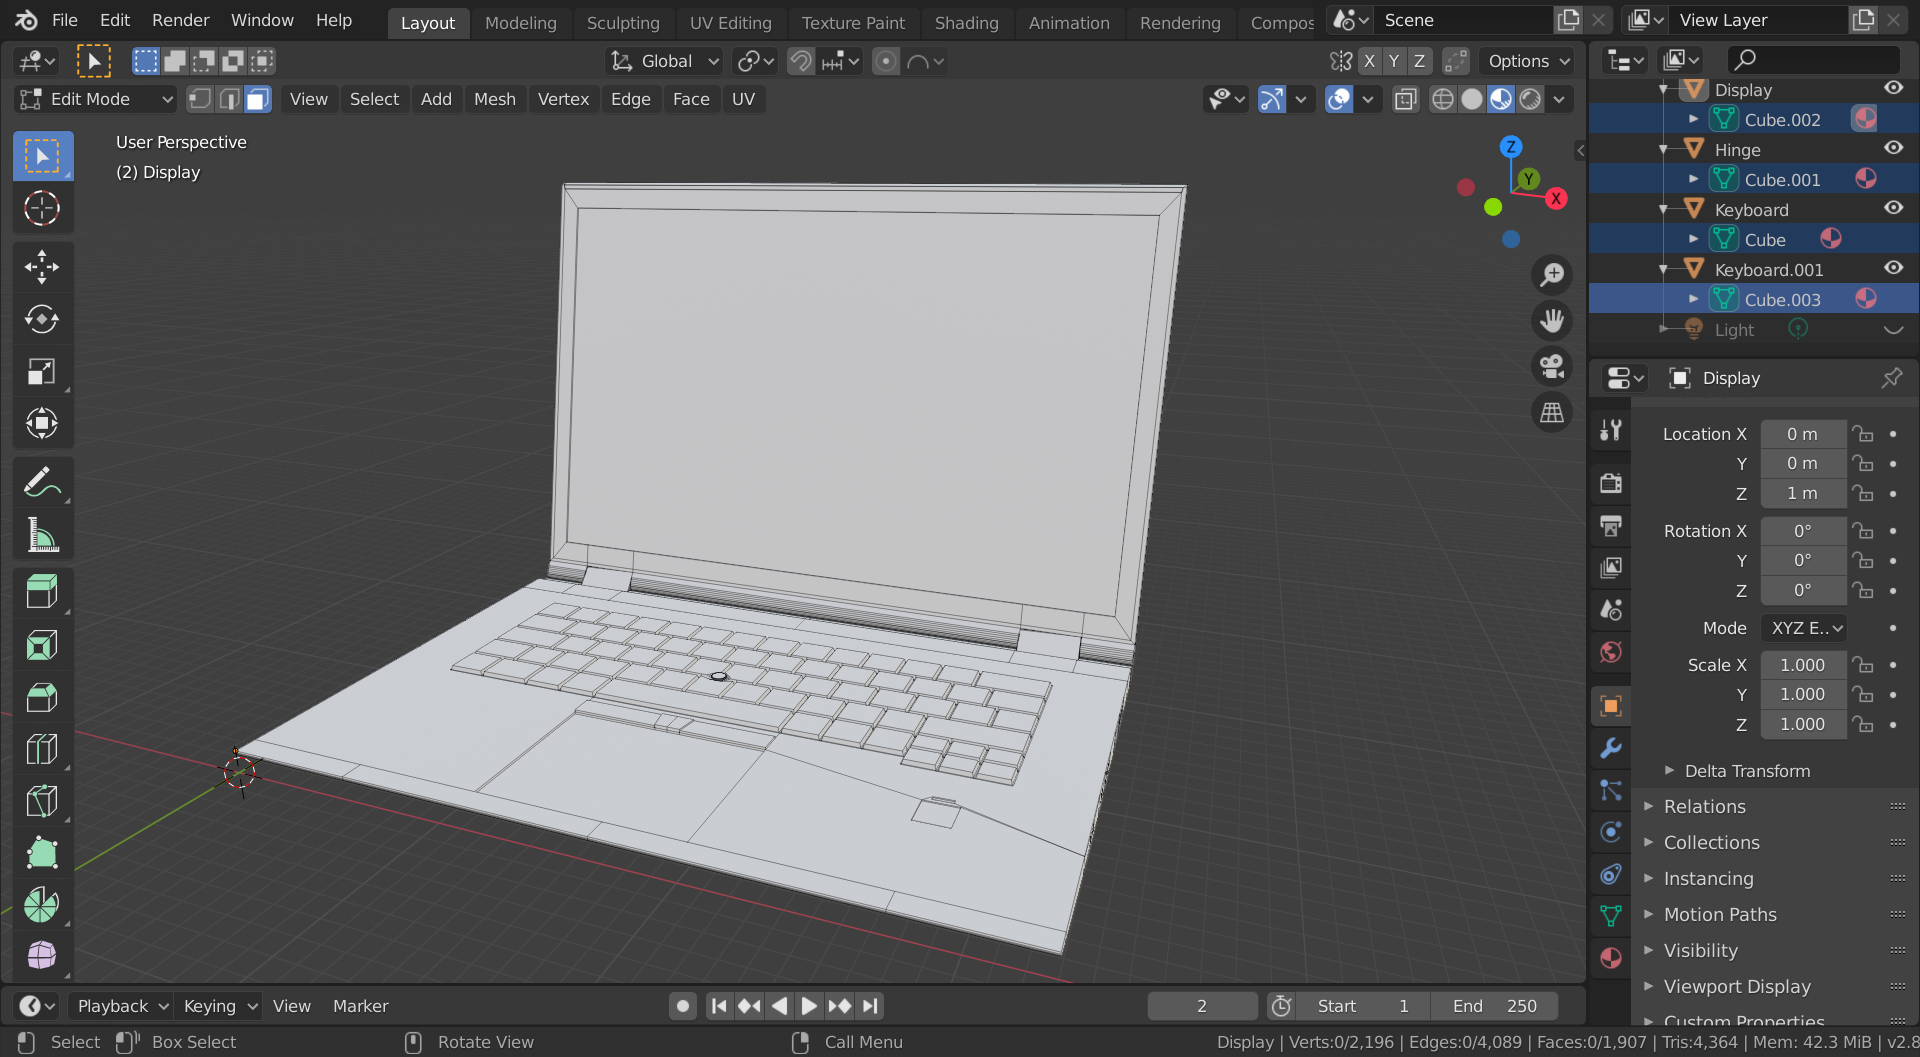 File Edit Render Window Help
Layout Modeling Sculpting UV Editing Texture Paint Shading Animation Rendering Compos
Scene
View Layer
Global
X Y Z
Options
Edit Mode
View Select Add Mesh Vertex Edge Face UV
User Perspective
(2) Display
Z
Y
X
Display
Cube.002
Hinge
Cube.001
Keyboard
Cube
Keyboard.001
Cube.003
Light
Display
Location X 0 m
Y 0 m
Z 1 m
Rotation X 0°
Y 0°
Z 0°
Mode XYZ E..
Scale X 1.000
Y 1.000
Z 1.000
Delta Transform
Relations
Collections
Instancing
Motion Paths
Visibility
Viewport Display
Custom Properties
Playback Keying View Marker
2
Start 1
End 250
Select
Box Select
Rotate View
Call Menu
Display | Verts:0/2,196 | Edges:0/4,089 | Faces:0/1,907 | Tris:4,364 | Mem: 42.3 MiB | v2.8